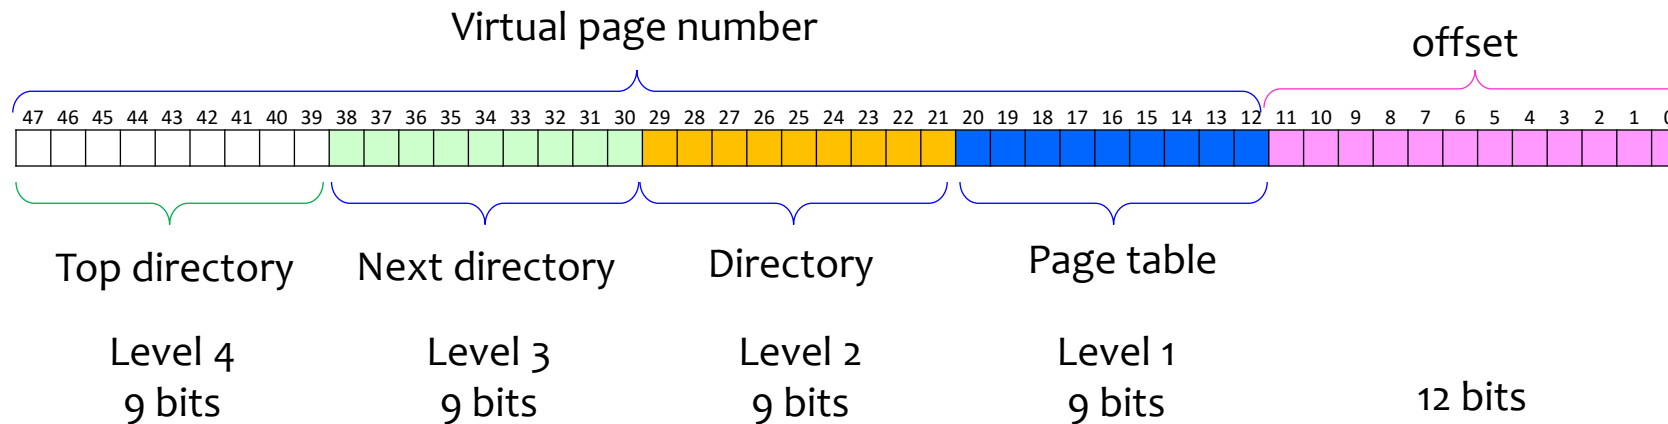 Virtual page number
offset
47 46 45 44 43 42 41 40 39 38 37 36 35 34 33 32 31 30 29 28 27 26 25 24 23 22 21 20 19 18 17 16 15 14 13 12 11 10 9 8 7 6 5 4 3 2 1 0
Top directory Next directory Directory Page table
Level 4 Level 3 Level 2 Level 1
9 bits 9 bits 9 bits 9 bits 12 bits